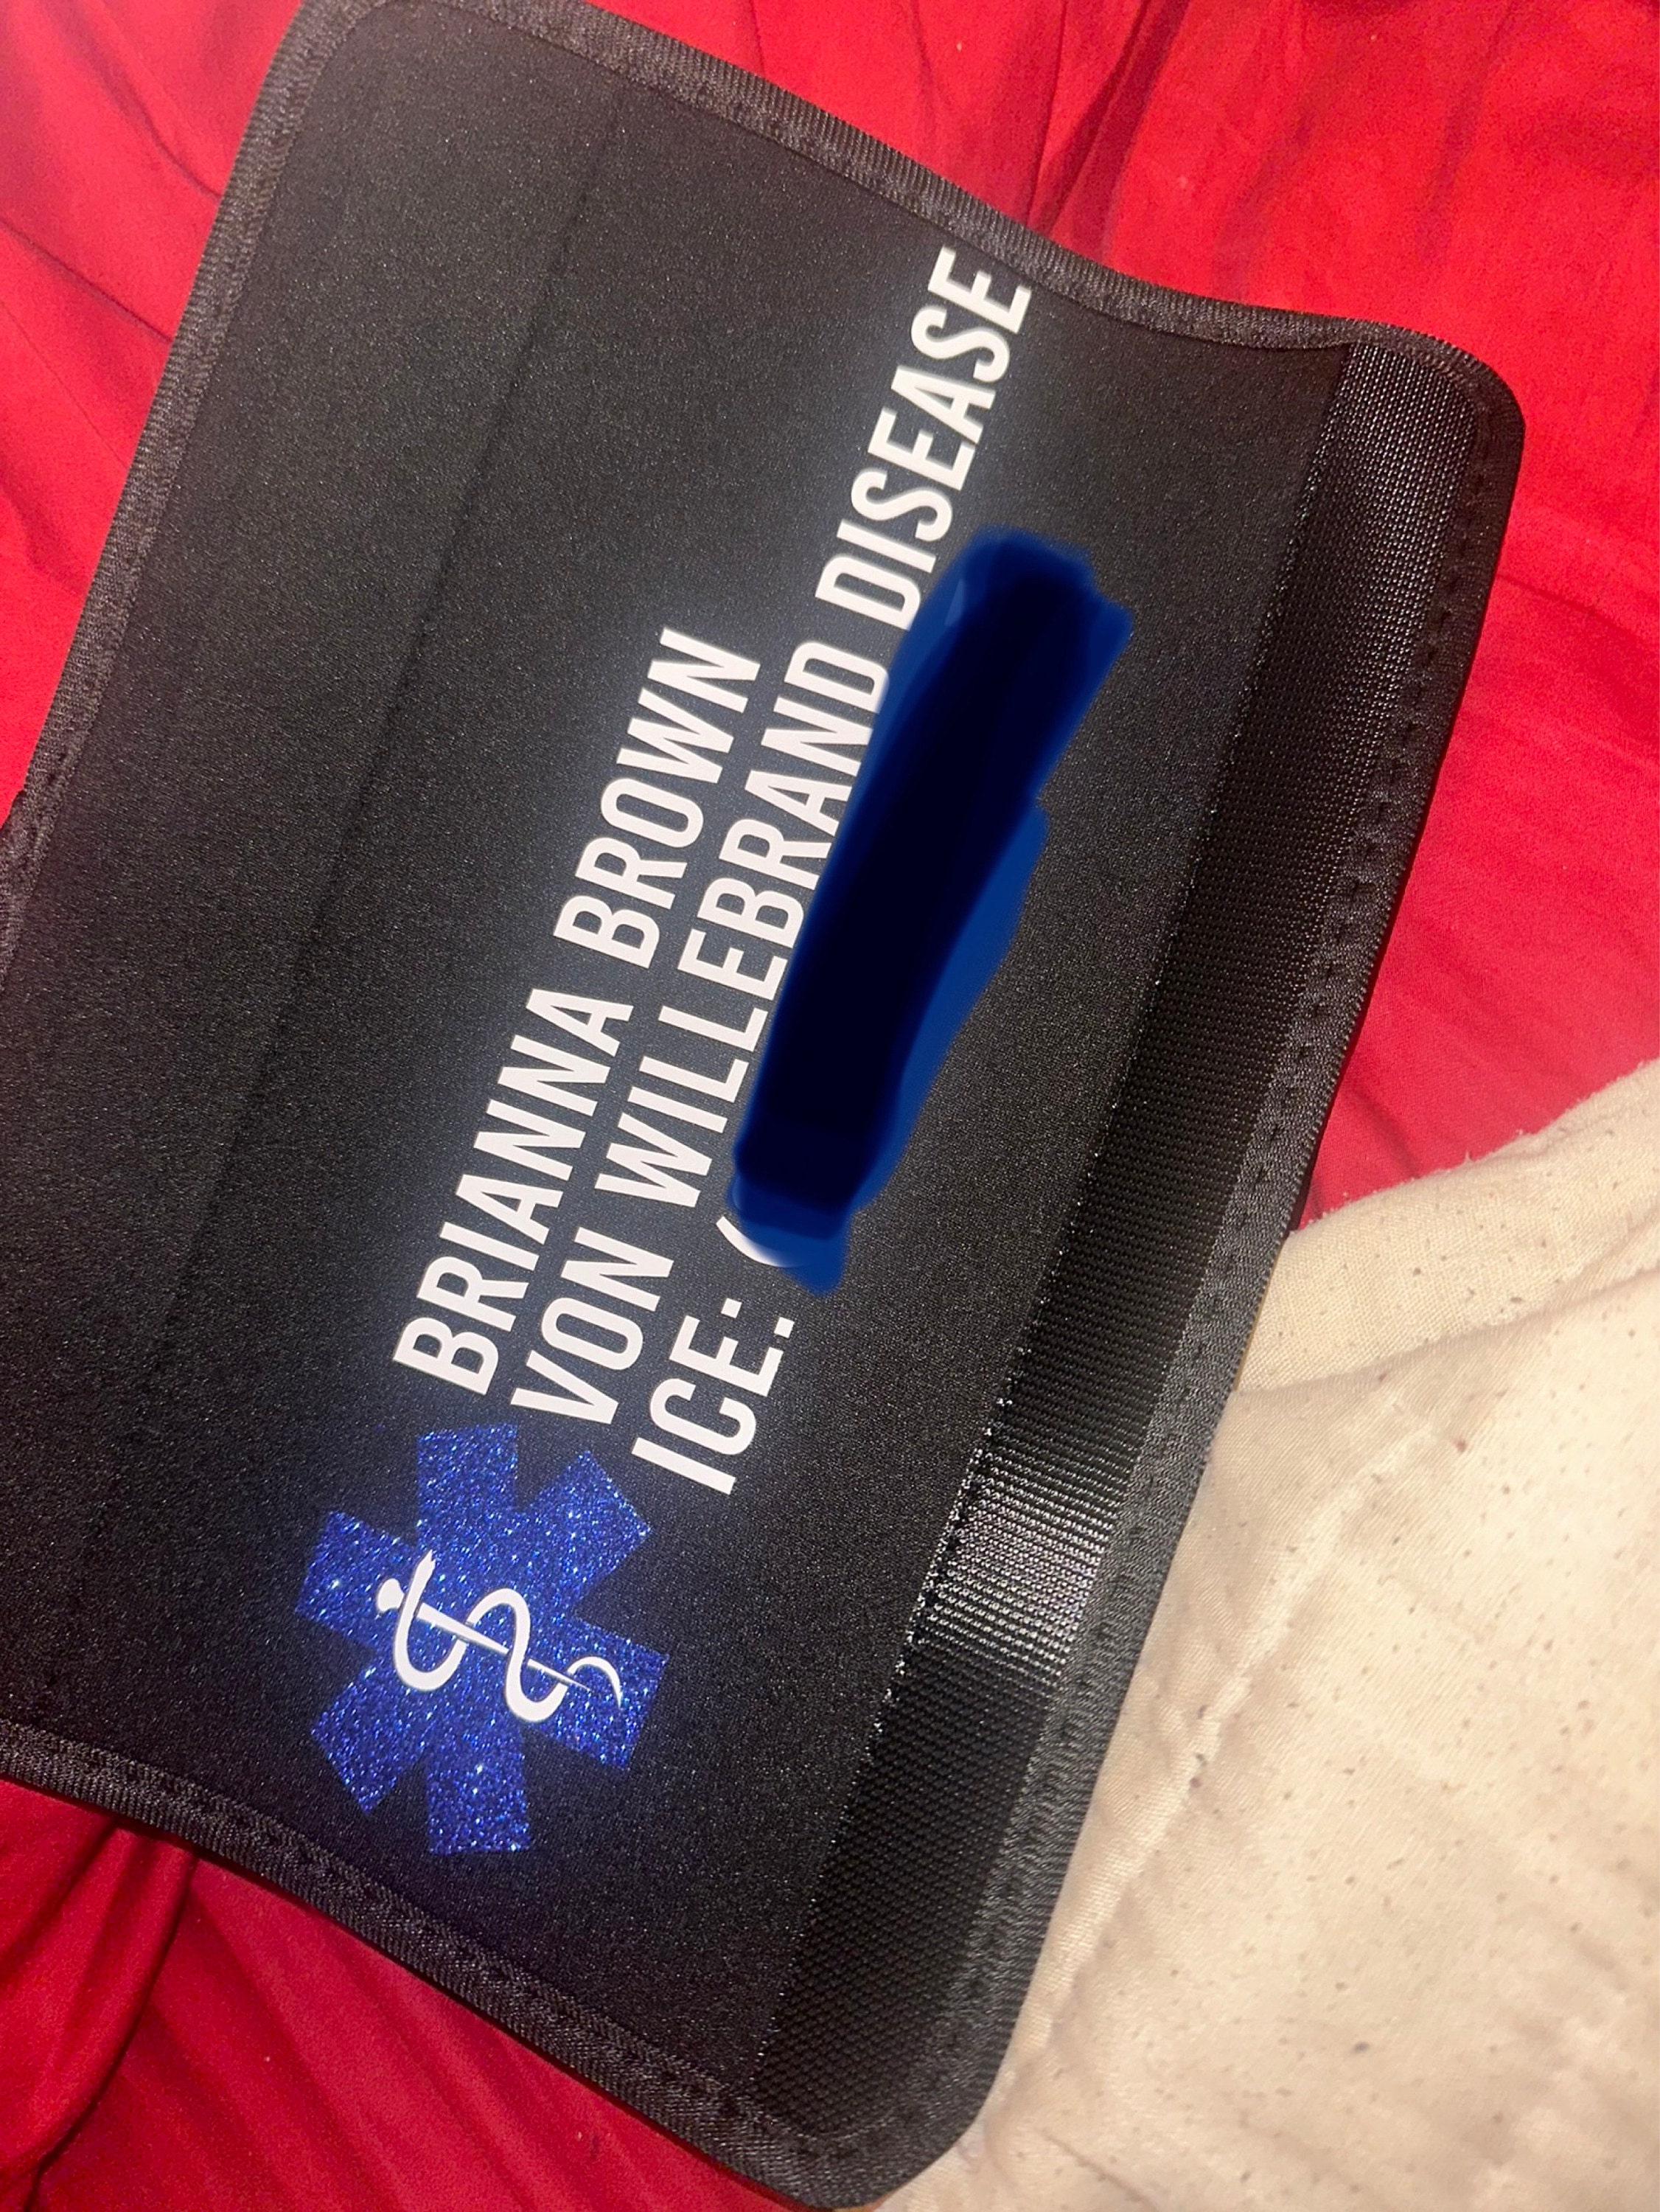 BRIANNA BROWN
VON WILLEBRAND DISEASE
ICE: (